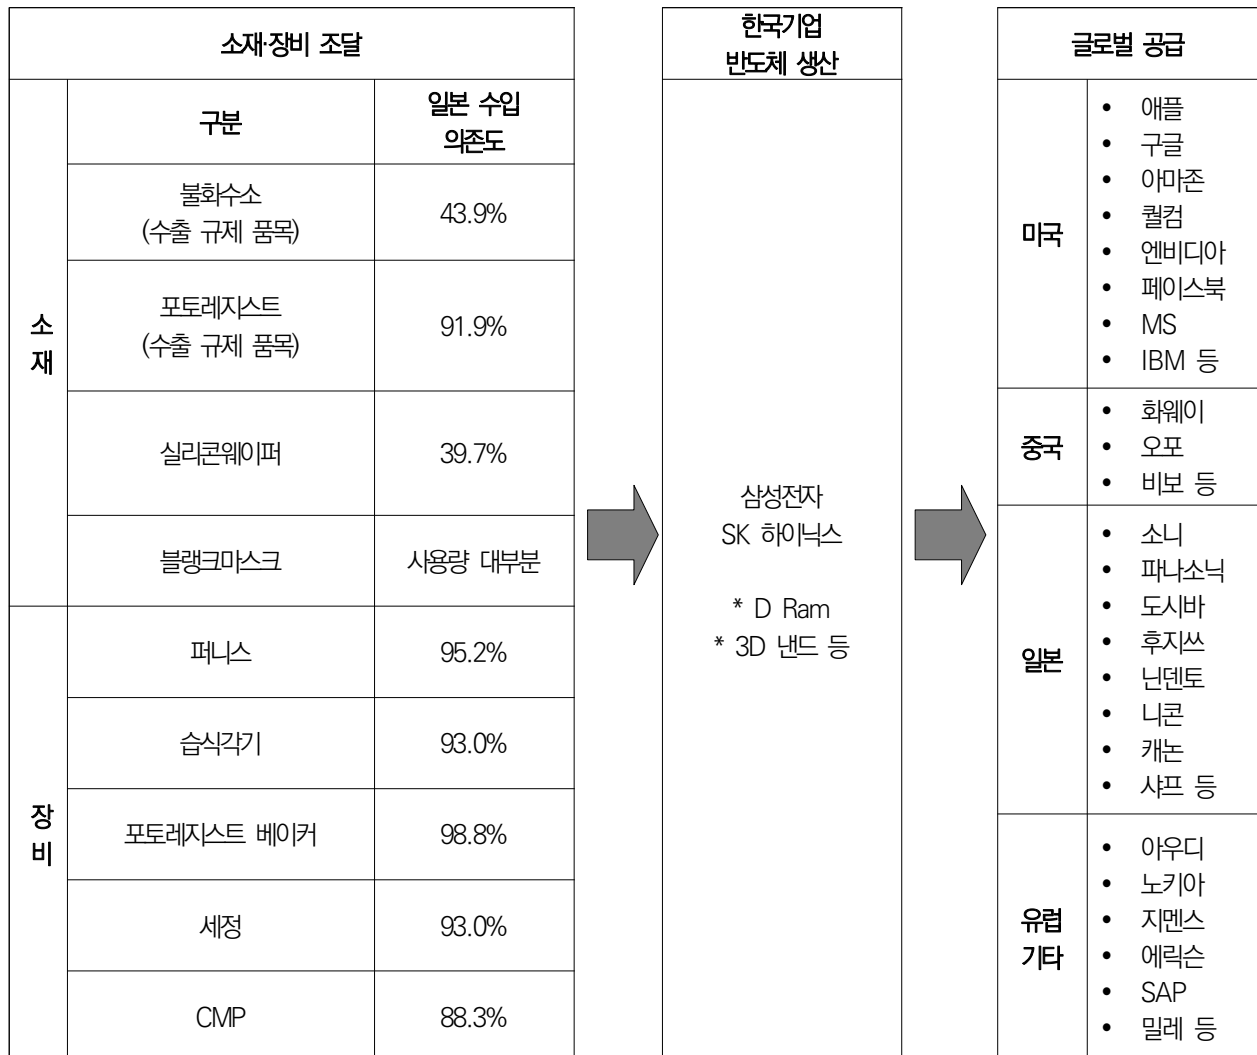 소재·장비 조달
구분
일본 수입
의존도
소
재
불화수소
(수출 규제 품목)
43.9%
포토레지스트
(수출 규제 품목)
91.9%
실리콘웨이퍼
39.7%
블랭크마스크
사용량 대부분
장
비
퍼니스
95.2%
습식각기
93.0%
포토레지스트 베이커
98.8%
세정
93.0%
CMP
88.3%
한국기업
반도체 생산
삼성전자
SK 하이닉스
* D Ram
* 3D 낸드 등
글로벌 공급
미국
• 애플
• 구글
• 아마존
• 퀄컴
• 엔비디아
• 페이스북
• MS
• IBM 등
중국
• 화웨이
• 오포
• 비보 등
일본
• 소니
• 파나소닉
• 도시바
• 후지쓰
• 닌덴토
• 니콘
• 캐논
• 샤프 등
유럽
기타
• 아우디
• 노키아
• 지멘스
• 에릭슨
• SAP
• 밀레 등